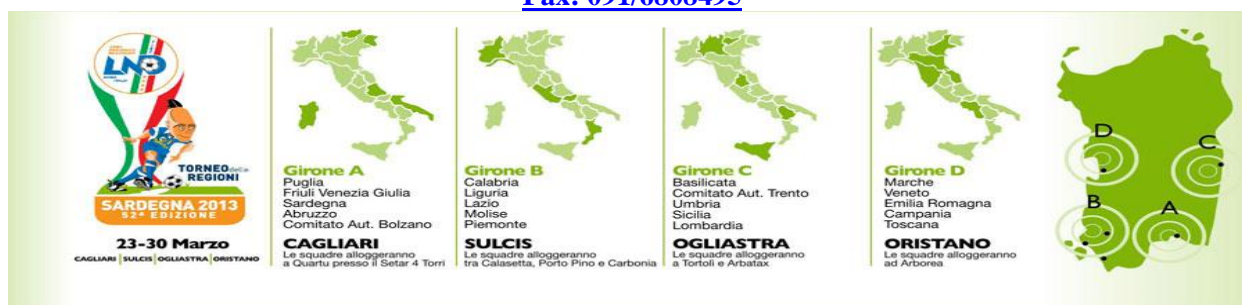 Fax: 091/6808495
LND
TORNEO delle
REGIONI
SARDEGNA 2013
52ª EDIZIONE
23-30 Marzo
CAGLIARI | SULCIS | OGLIASTRA | ORISTANO
Girone A
Puglia
Friuli Venezia Giulia
Sardegna
Abruzzo
Comitato Aut. Bolzano
CAGLIARI
Le squadre alloggeranno
a Quartu presso il Setar 4 Torri
Girone B
Calabria
Liguria
Lazio
Molise
Piemonte
SULCIS
Le squadre alloggeranno
tra Calasetta, Porto Pino e Carbonia
Girone C
Basilicata
Comitato Aut. Trento
Umbria
Sicilia
Lombardia
OGLIASTRA
Le squadre alloggeranno
a Tortolì e Arbatax
Girone D
Marche
Veneto
Emilia Romagna
Campania
Toscana
ORISTANO
Le squadre alloggeranno
ad Arborea
D
C
B
A